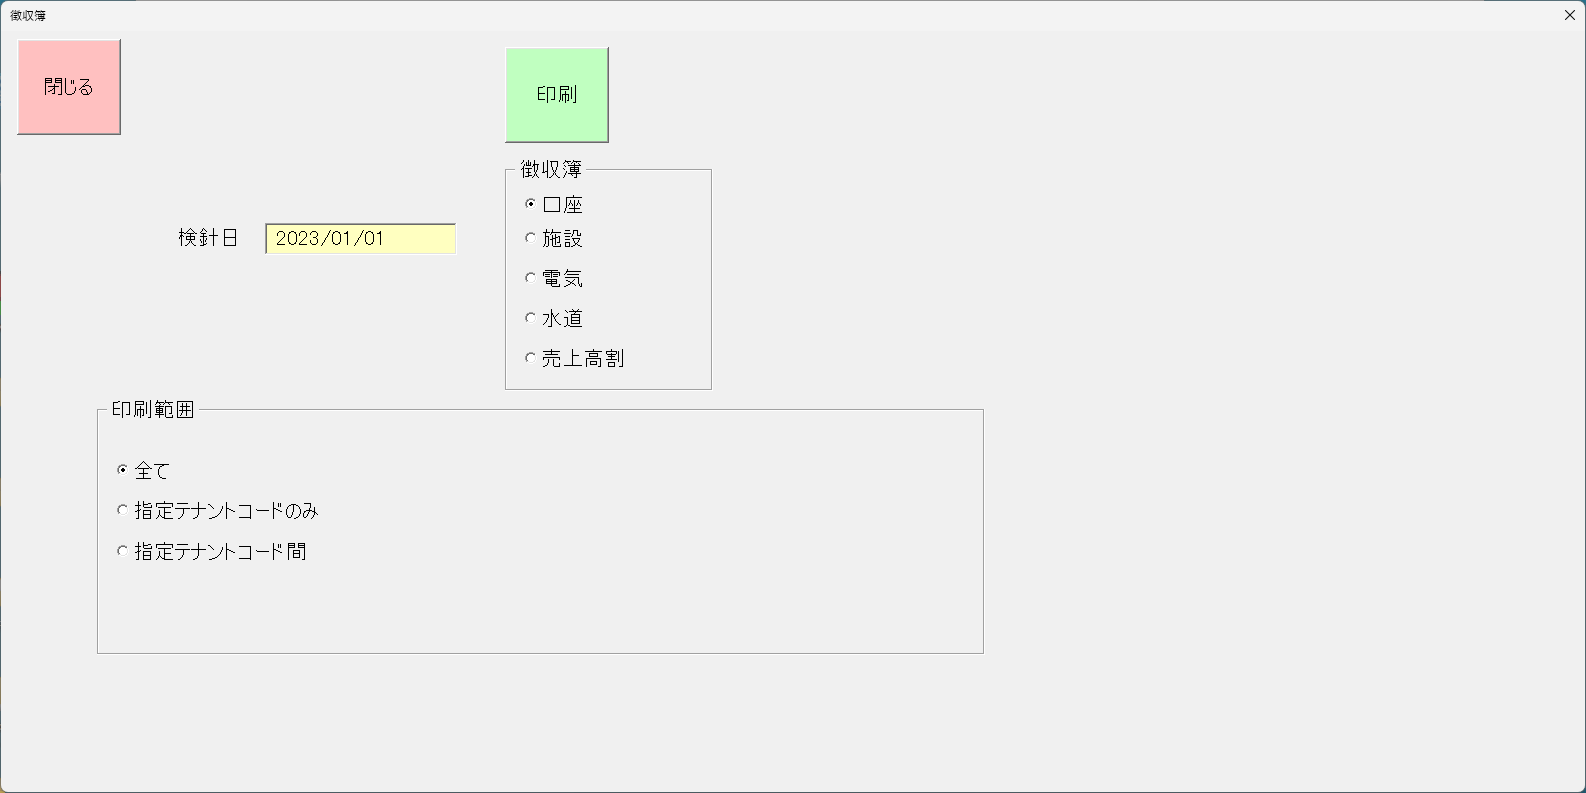 徴収簿
閉じる
印刷
徴収簿
口座
検針日 2023/01/01
施設
電気
水道
売上高割
印刷範囲
全て
指定テナントコードのみ
指定テナントコード間